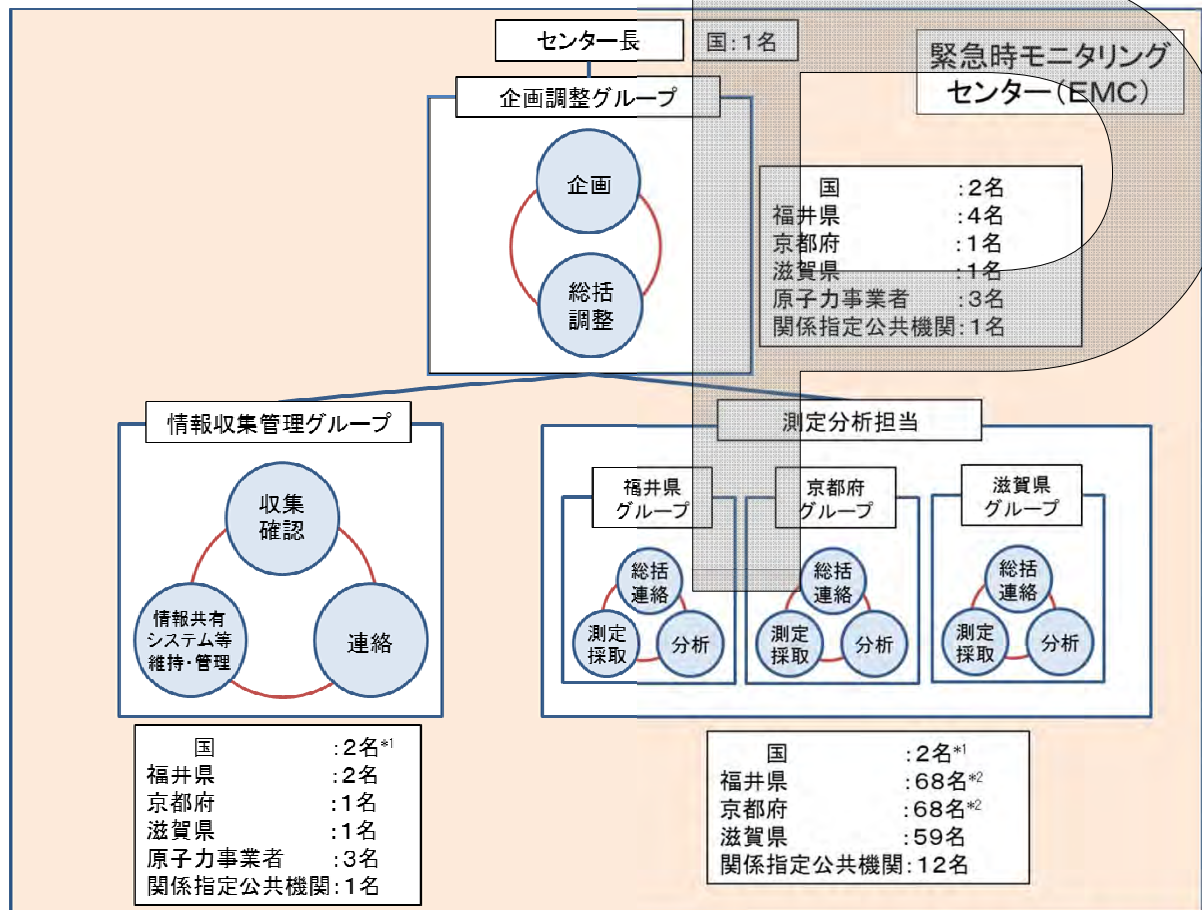 センター長
国:1名
緊急時モニタリング
センター(EMC)
企画調整グループ
企画
総括
調整
国 :2名
福井県 :4名
京都府 :1名
滋賀県 :1名
原子力事業者 :3名
関係指定公共機関:1名
情報収集管理グループ
収集
確認
情報共有
システム等
維持・管理
連絡
国 :2名*1
福井県 :2名
京都府 :1名
滋賀県 :1名
原子力事業者 :3名
関係指定公共機関:1名
測定分析担当
福井県
グループ
総括
連絡
測定
採取
分析
京都府
グループ
総括
連絡
測定
採取
分析
滋賀県
グループ
総括
連絡
測定
採取
分析
国 :2名*1
福井県 :68名*2
京都府 :68名*2
滋賀県 :59名
関係指定公共機関:12名